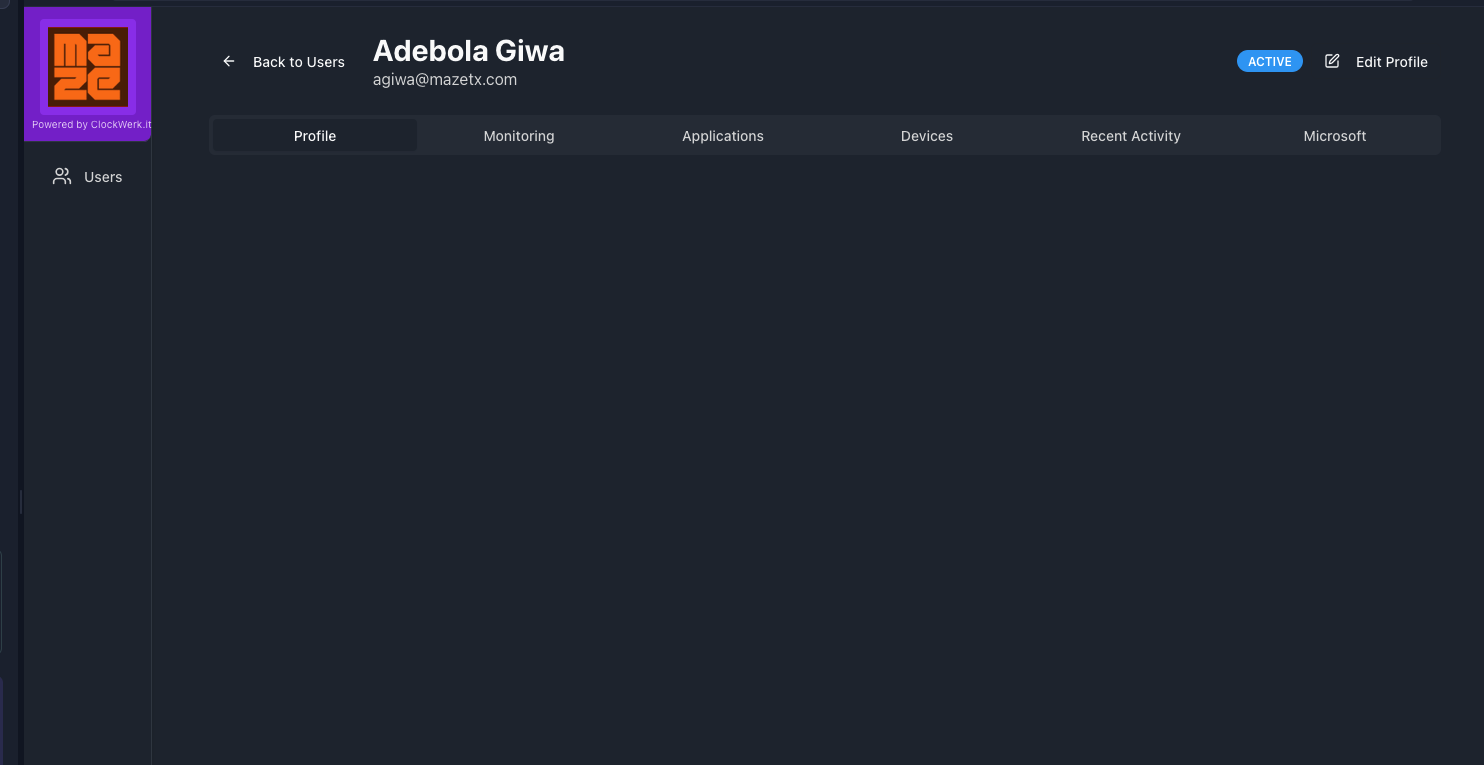 maze
Powered by ClockWerk.it
Users
Back to Users
Adebola Giwa
agiwa@mazetx.com
ACTIVE
Edit Profile
Profile
Monitoring
Applications
Devices
Recent Activity
Microsoft